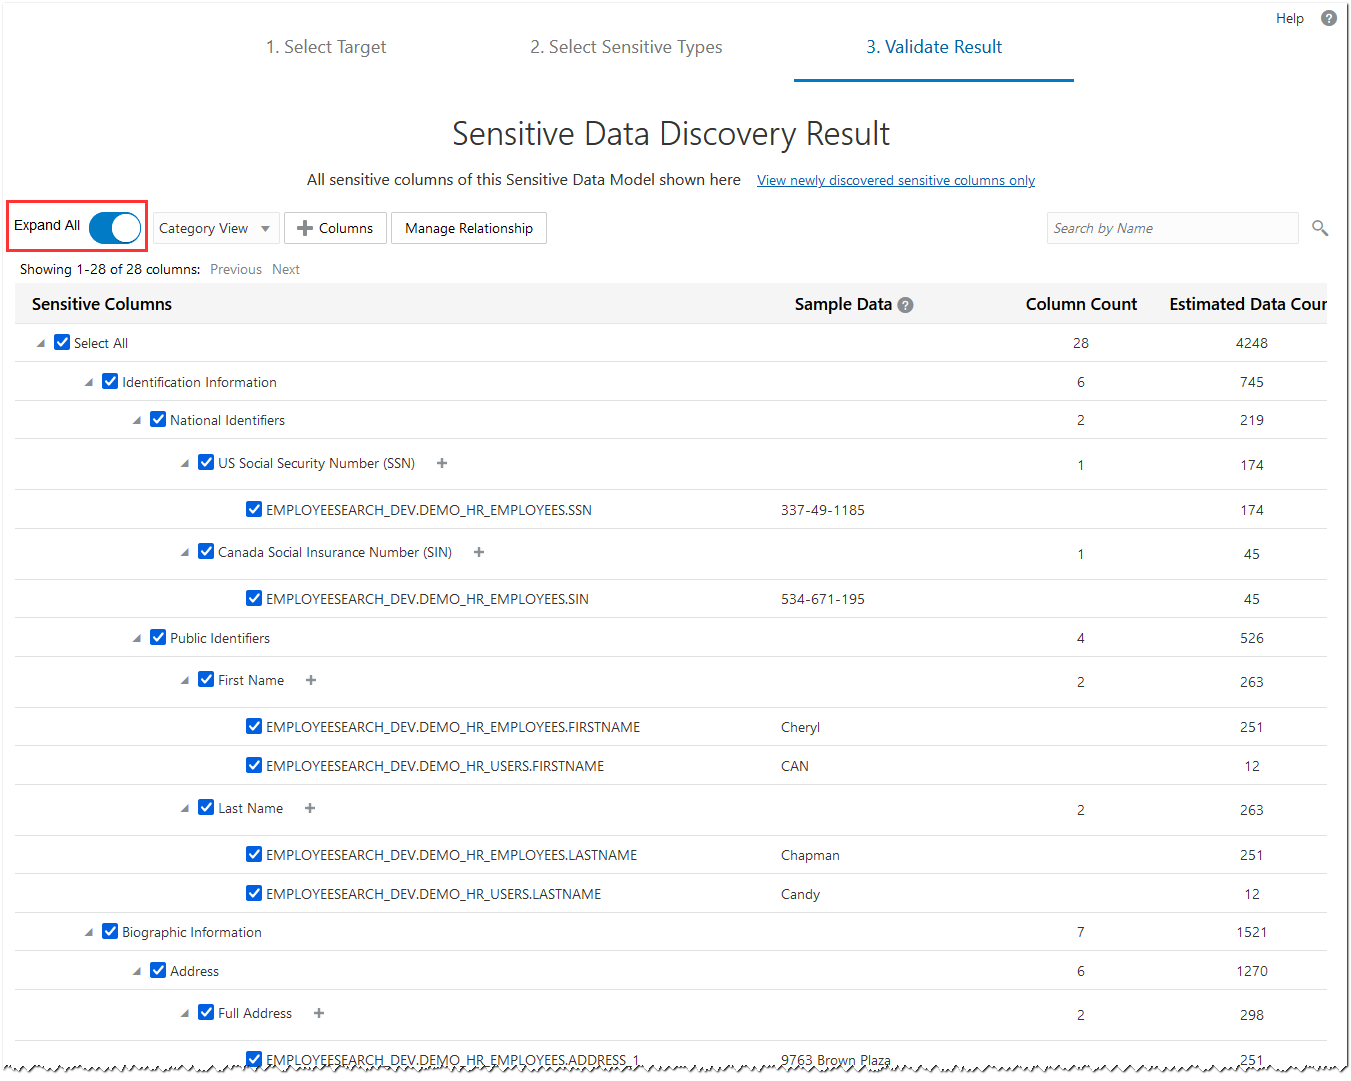 Help
1. Select Target 2. Select Sensitive Types 3. Validate Result
Sensitive Data Discovery Result
All sensitive columns of this Sensitive Data Model shown here View newly discovered sensitive columns only
Expand All Category View Columns Manage Relationship Search by Name
Showing 1-28 of 28 columns: Previous Next
Sensitive Columns Sample Data Column Count Estimated Data Coun
Select All 28 4248
Identification Information 6 745
National Identifiers 2 219
US Social Security Number (SSN) 1 174
EMPLOYEESEARCH_DEV.DEMO_HR_EMPLOYEES.SSN 337-49-1185 174
Canada Social Insurance Number (SIN) 1 45
EMPLOYEESEARCH_DEV.DEMO_HR_EMPLOYEES.SIN 534-671-195 45
Public Identifiers 4 526
First Name 2 263
EMPLOYEESEARCH_DEV.DEMO_HR_EMPLOYEES.FIRSTNAME Cheryl 251
EMPLOYEESEARCH_DEV.DEMO_HR_USERS.FIRSTNAME CAN 12
Last Name 2 263
EMPLOYEESEARCH_DEV.DEMO_HR_EMPLOYEES.LASTNAME Chapman 251
EMPLOYEESEARCH_DEV.DEMO_HR_USERS.LASTNAME Candy 12
Biographic Information 7 1521
Address 6 1270
Full Address 2 298
EMPLOYEESEARCH_DEV.DEMO_HR_EMPLOYEES.ADDRESS_1 9763 Brown Plaza 251